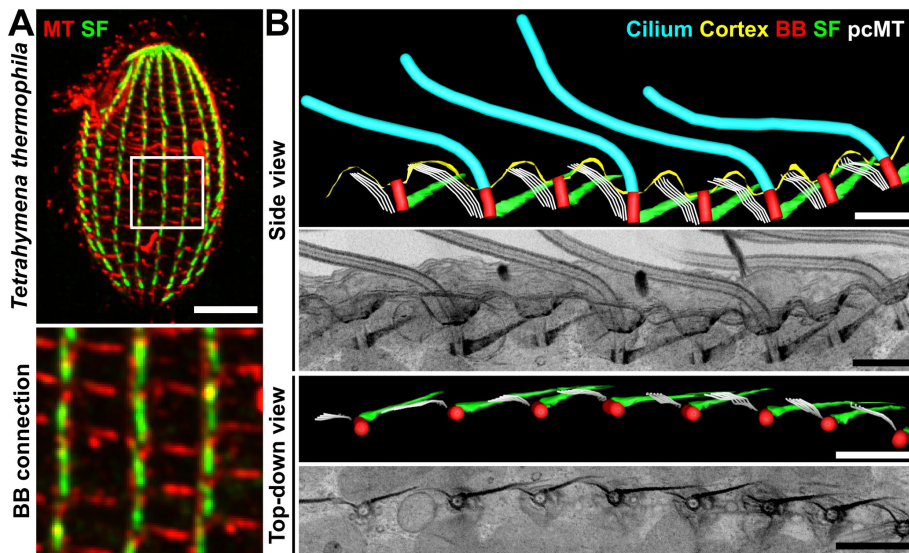 A
MT SF
Tetrahymena thermophila
BB connection
B
Cilium Cortex BB SF pcMT
Side view
Top-down view